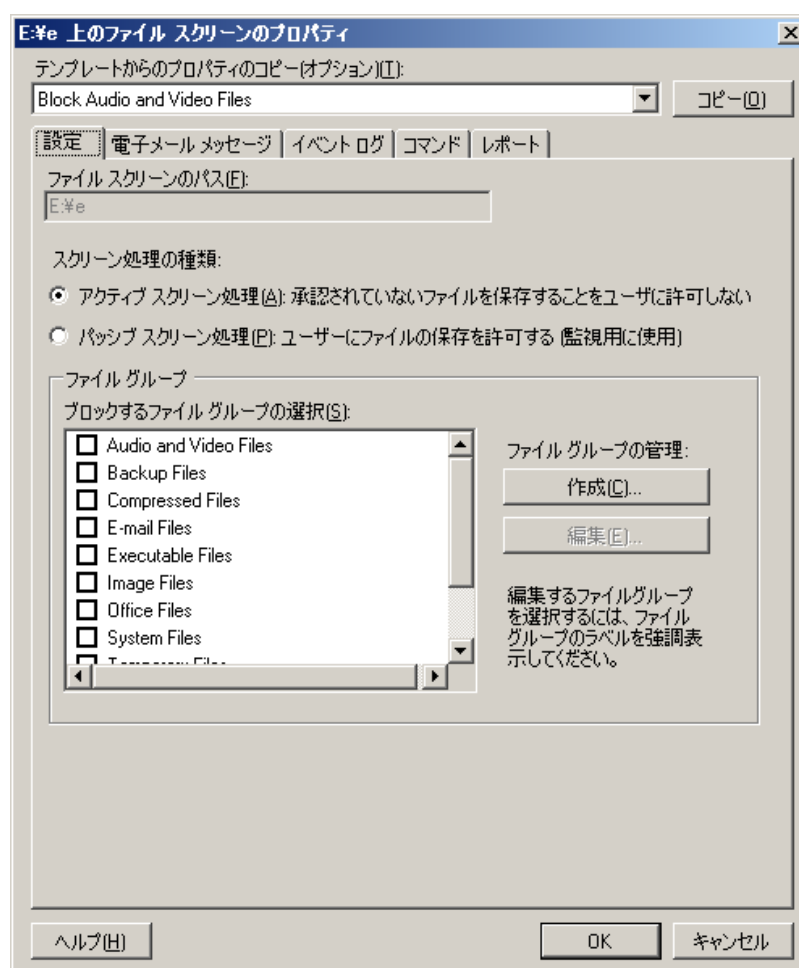 E:¥e 上のファイル スクリーンのプロパティ
テンプレートからのプロパティのコピー(オプション)(T):
Block Audio and Video Files
コピー(O)
設定
電子メール メッセージ
イベント ログ
コマンド
レポート
ファイル スクリーンのパス(F):
E:¥e
スクリーン処理の種類:
アクティブ スクリーン処理(A): 承認されていないファイルを保存することをユーザに許可しない
パッシブ スクリーン処理(P): ユーザーにファイルの保存を許可する (監視用に使用)
ファイル グループ
ブロックするファイル グループの選択(S):
Audio and Video Files
Backup Files
Compressed Files
E-mail Files
Executable Files
Image Files
Office Files
System Files
Temporary Files
ファイル グループの管理:
作成(C)...
編集(E)...
編集するファイルグループ
を選択するには、ファイル
グループのラベルを強調表
示してください。
ヘルプ(H)
OK
キャンセル